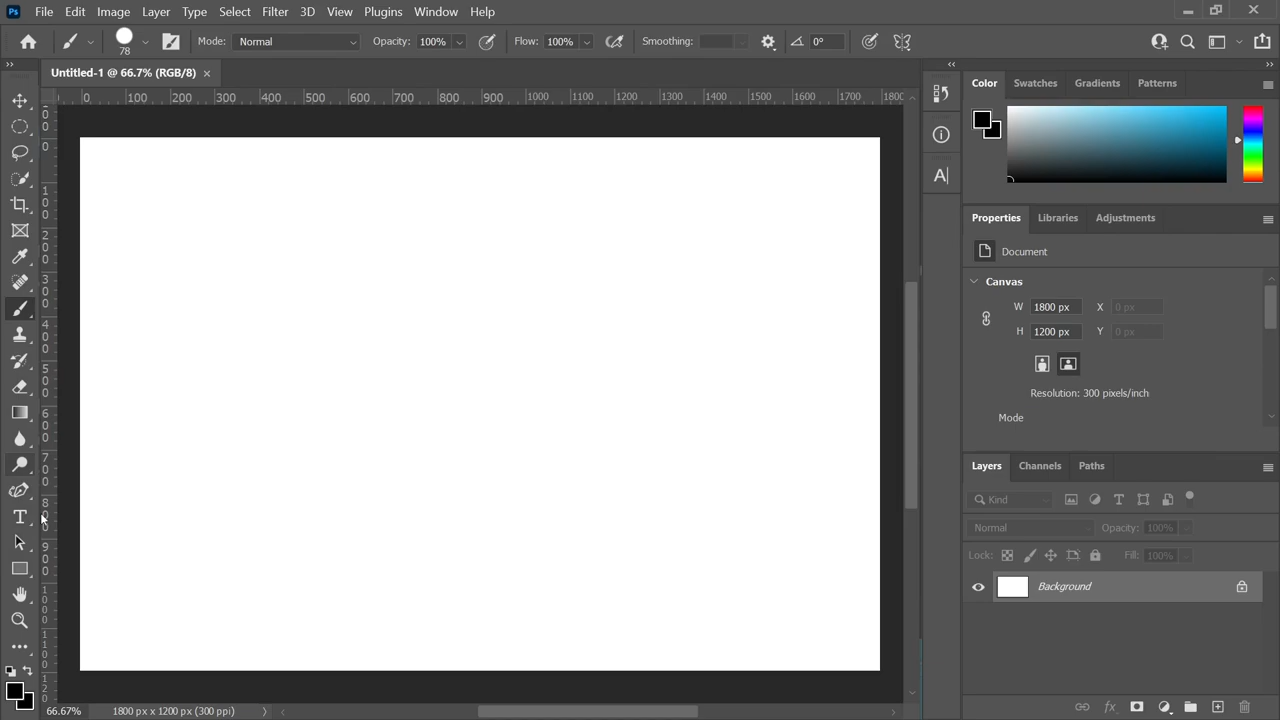 Ps File Edit Image Layer Type Select Filter 3D View Plugins Window Help
78 Mode: Normal Opacity: 100% Flow: 100% Smoothing: 0°
Untitled-1 @ 66.7% (RGB/8) ×
0 100 200 300 400 500 600 700 800 900 1000 1100 1200 1300 1400 1500 1600 1700 1800
0
100
200
300
400
500
600
700
800
900
1000
1100
120
Color Swatches Gradients Patterns
Properties Libraries Adjustments
Document
Canvas
W 1800 px X 0 px
H 1200 px Y 0 px
Resolution: 300 pixels/inch
Mode
Layers Channels Paths
Kind
Normal Opacity: 100%
Lock: Fill: 100%
Background
66.67% 1800 px x 1200 px (300 ppi)